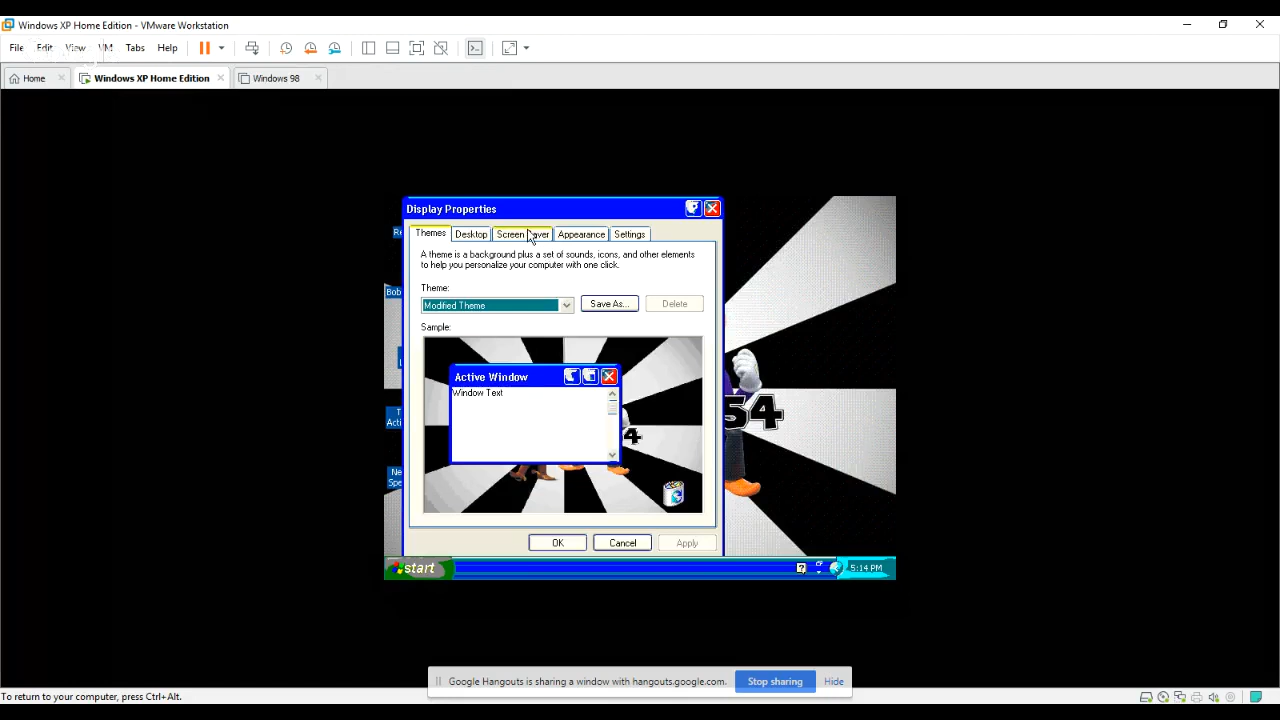 Windows XP Home Edition - VMware Workstation
File Edit View VM Tabs Help
Home Windows XP Home Edition Windows 98
Display Properties
Themes Desktop Screen Saver Appearance Settings
A theme is a background plus a set of sounds, icons, and other elements
to help you personalize your computer with one click.
Theme:
Modified Theme Save As... Delete
Sample:
Active Window
Window Text
4
54
Bob
Acti
Ne
Spe
OK Cancel Apply
start 5:14 PM
Google Hangouts is sharing a window with hangouts.google.com. Stop sharing Hide
To return to your computer, press Ctrl+Alt.